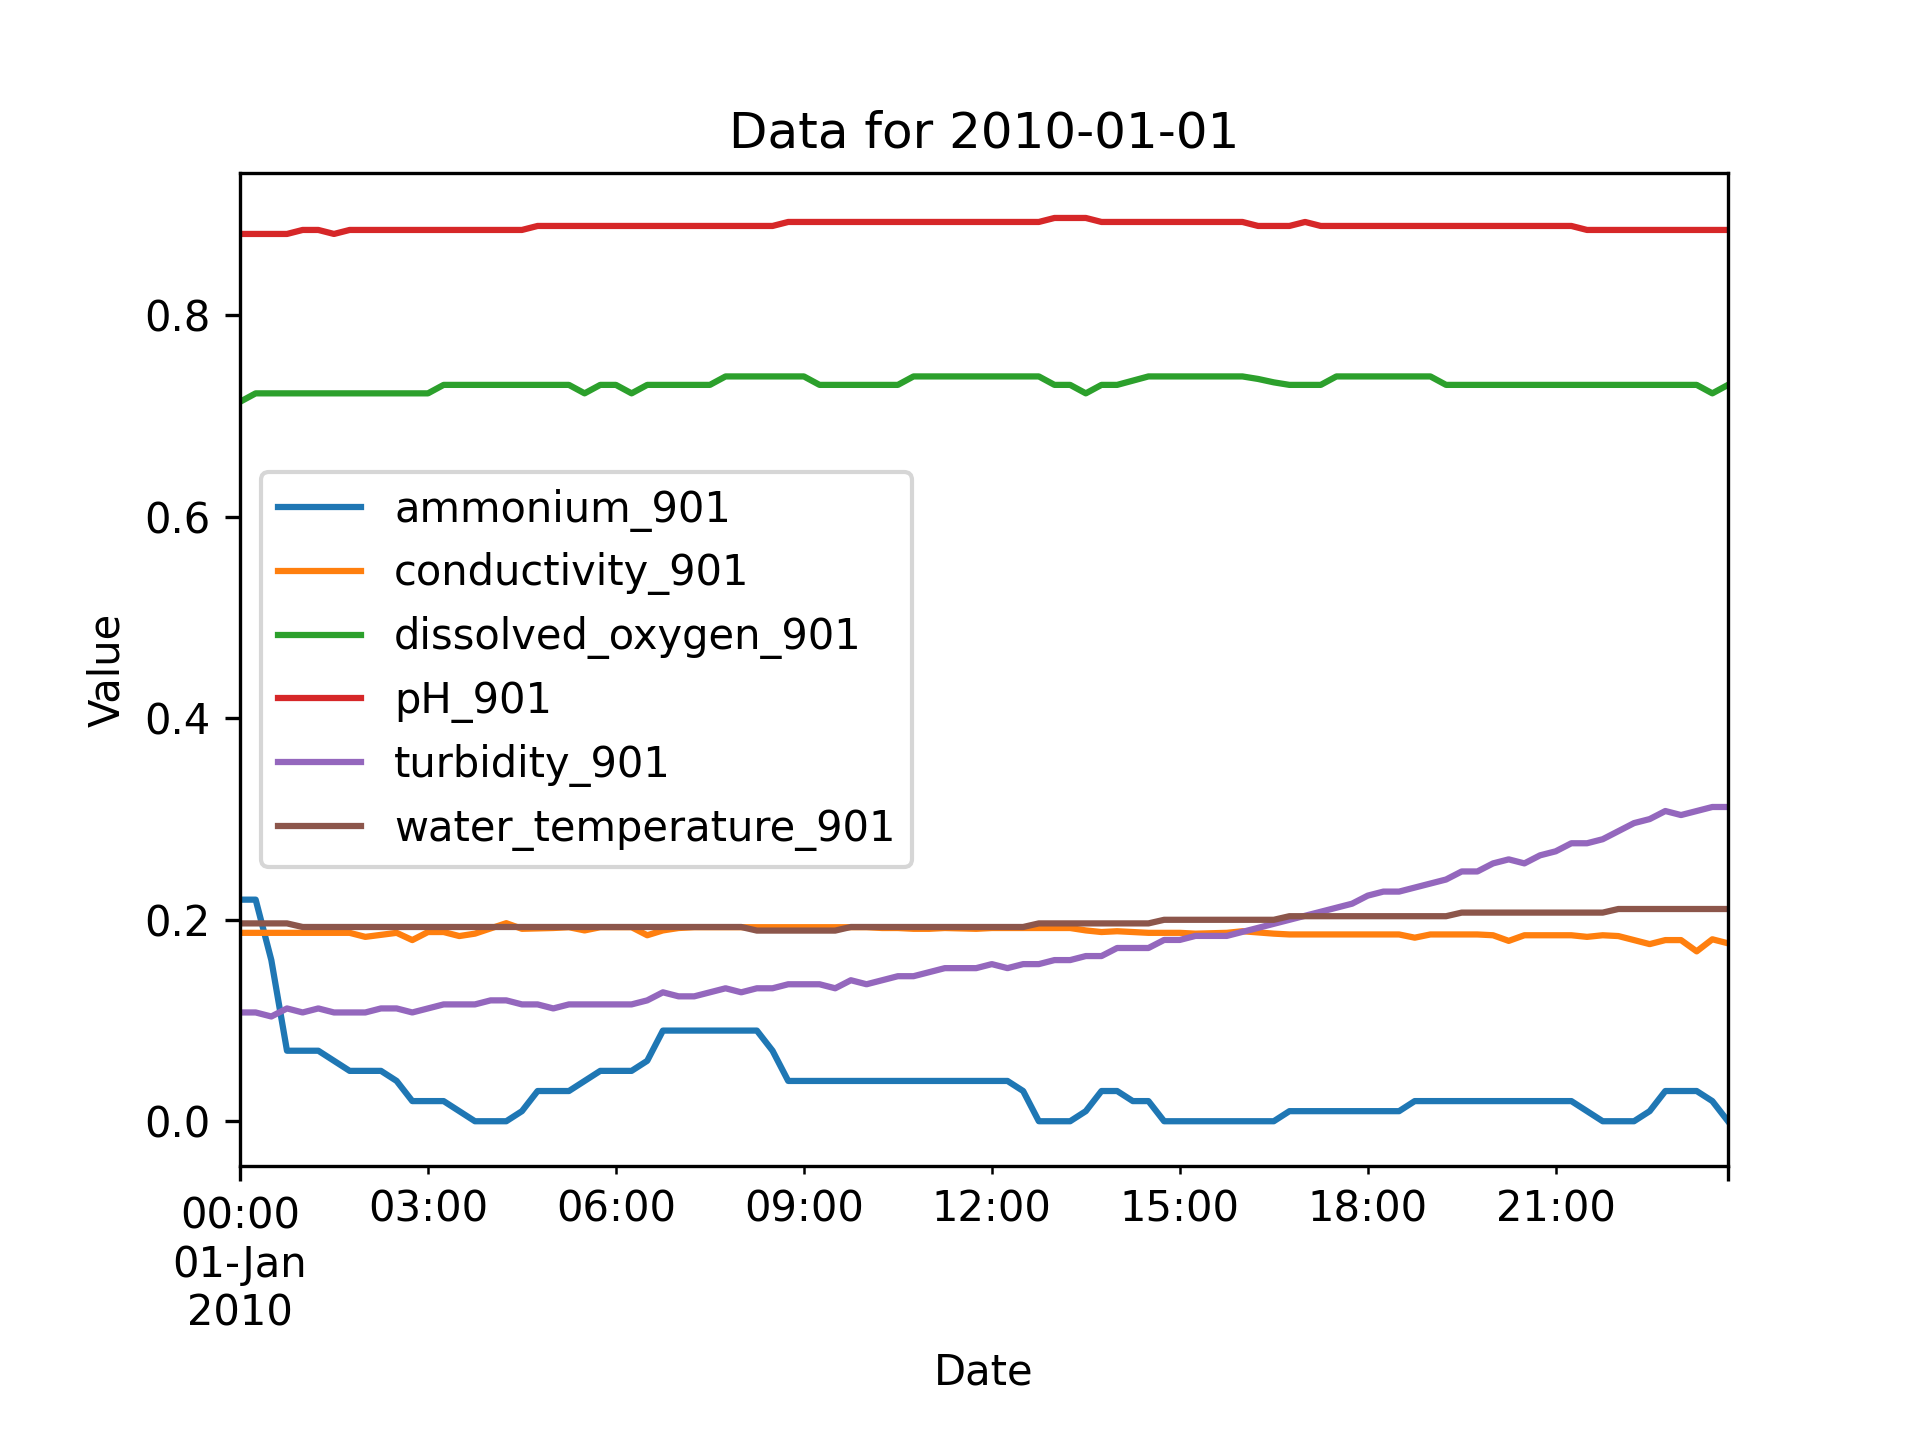 Data for 2010-01-01
0.8
0.6
0.4
0.2
0.0
Value
ammonium_901
conductivity_901
dissolved_oxygen_901
pH_901
turbidity_901
water_temperature_901
00:00 03:00 06:00 09:00 12:00 15:00 18:00 21:00
01-Jan
2010
Date